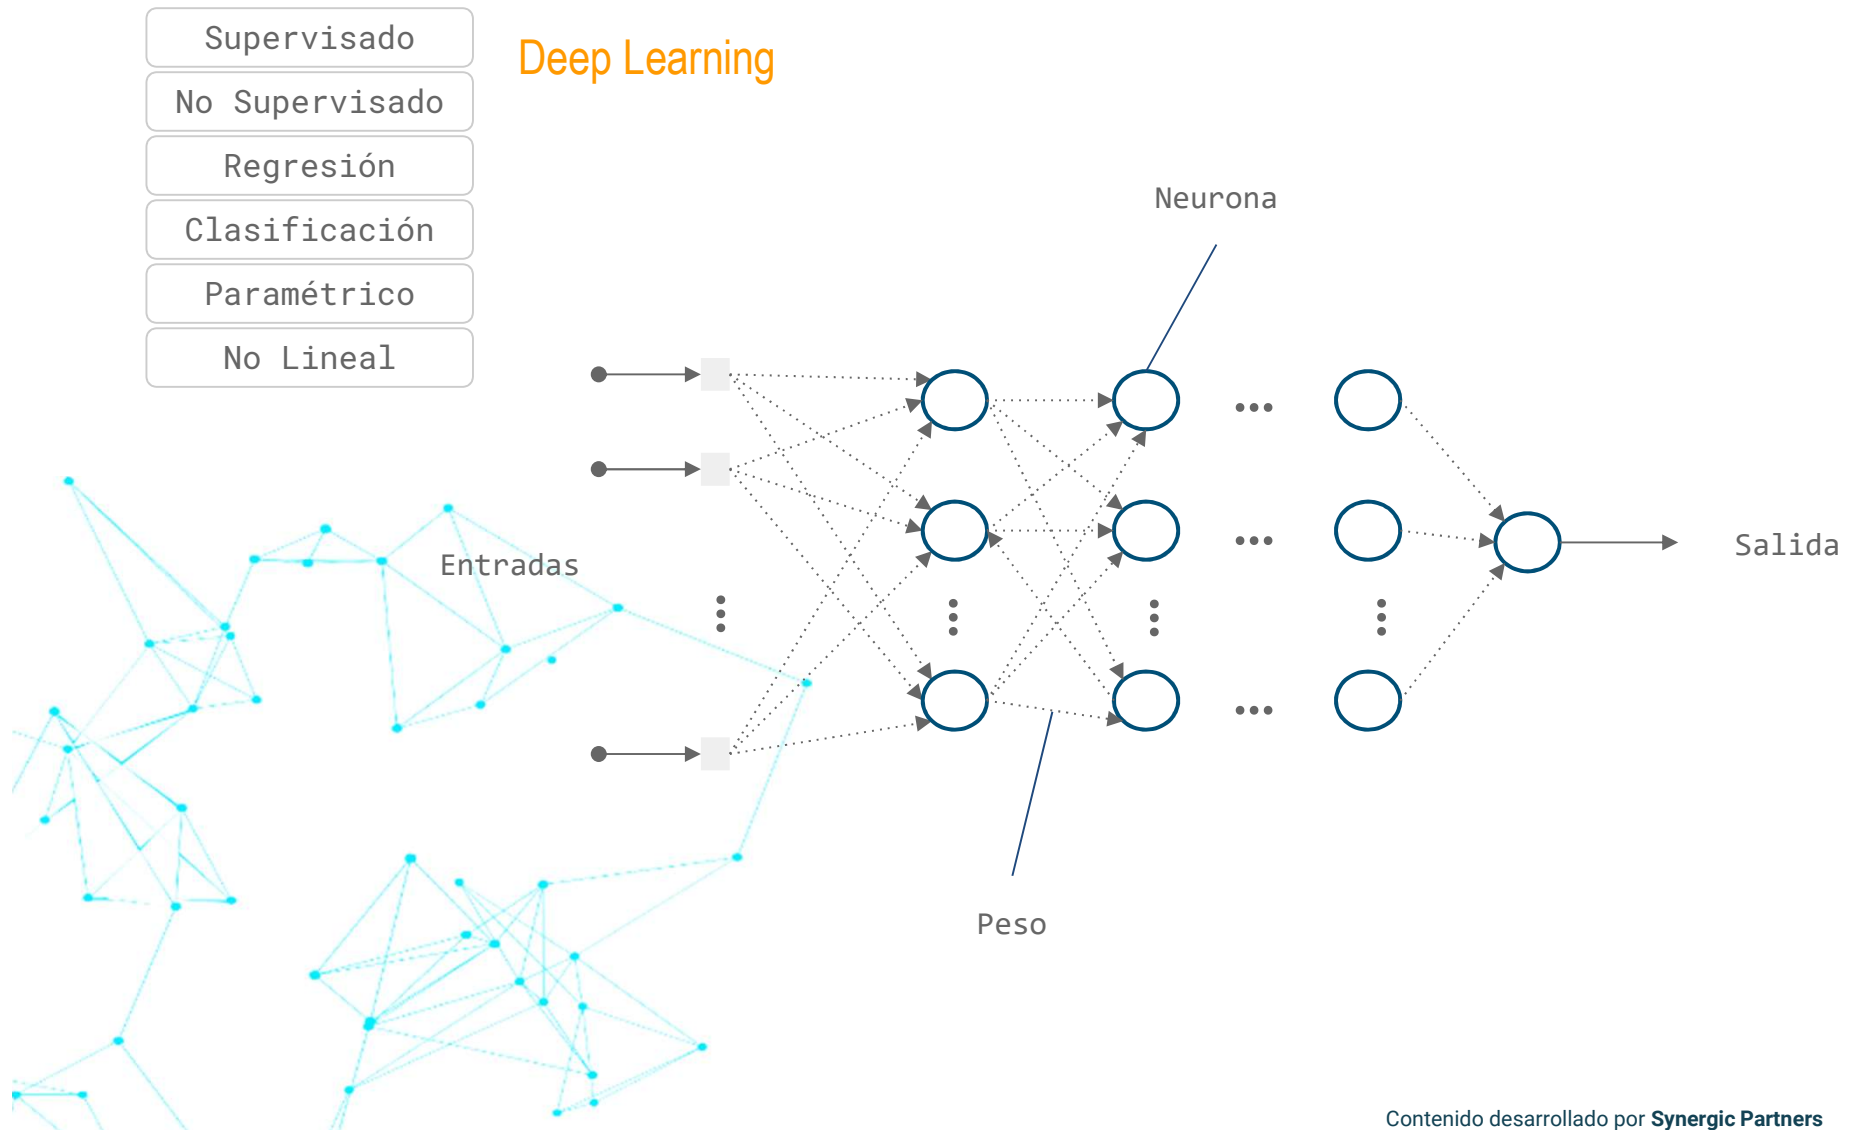 Supervisado
No Supervisado
Regresión
Clasificación
Paramétrico
No Lineal
Deep Learning
Neurona
Entradas
Salida
Peso
Contenido desarrollado por Synergic Partners